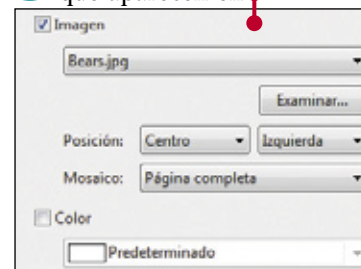 Imagen
Bears.jpg
Examinar...
Posición: Centro Izquierda
Mosaico: Página completa
Color
Predeterminado